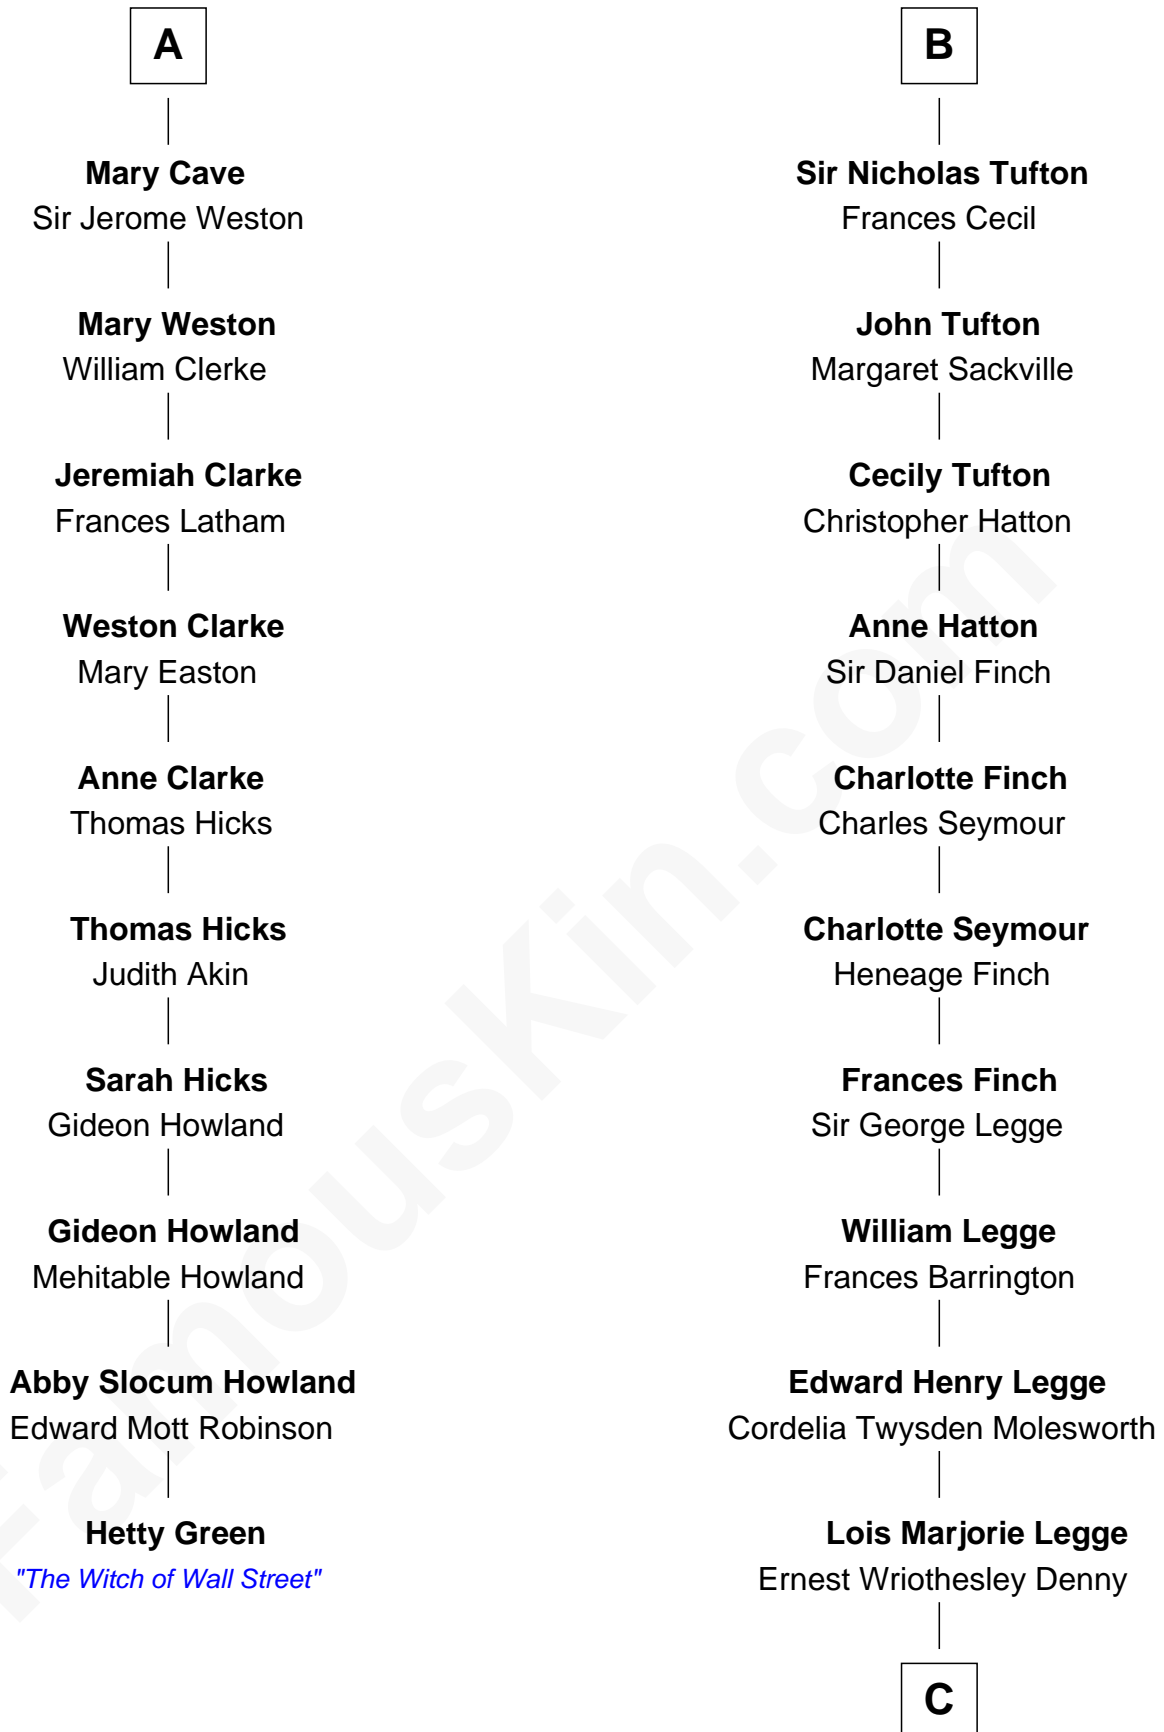 A
Mary Cave
Sir Jerome Weston
Mary Weston
William Clerke
Jeremiah Clarke
Frances Latham
Weston Clarke
Mary Easton
Anne Clarke
Thomas Hicks
Thomas Hicks
Judith Akin
Sarah Hicks
Gideon Howland
Gideon Howland
Mehitable Howland
Abby Slocum Howland
Edward Mott Robinson
Hetty Green
"The Witch of Wall Street"
B
Sir Nicholas Tufton
Frances Cecil
John Tufton
Margaret Sackville
Cecily Tufton
Christopher Hatton
Anne Hatton
Sir Daniel Finch
Charlotte Finch
Charles Seymour
Charlotte Seymour
Heneage Finch
Frances Finch
Sir George Legge
William Legge
Frances Barrington
Edward Henry Legge
Cordelia Twysden Molesworth
Lois Marjorie Legge
Ernest Wriothesley Denny
C
FamousKin.com